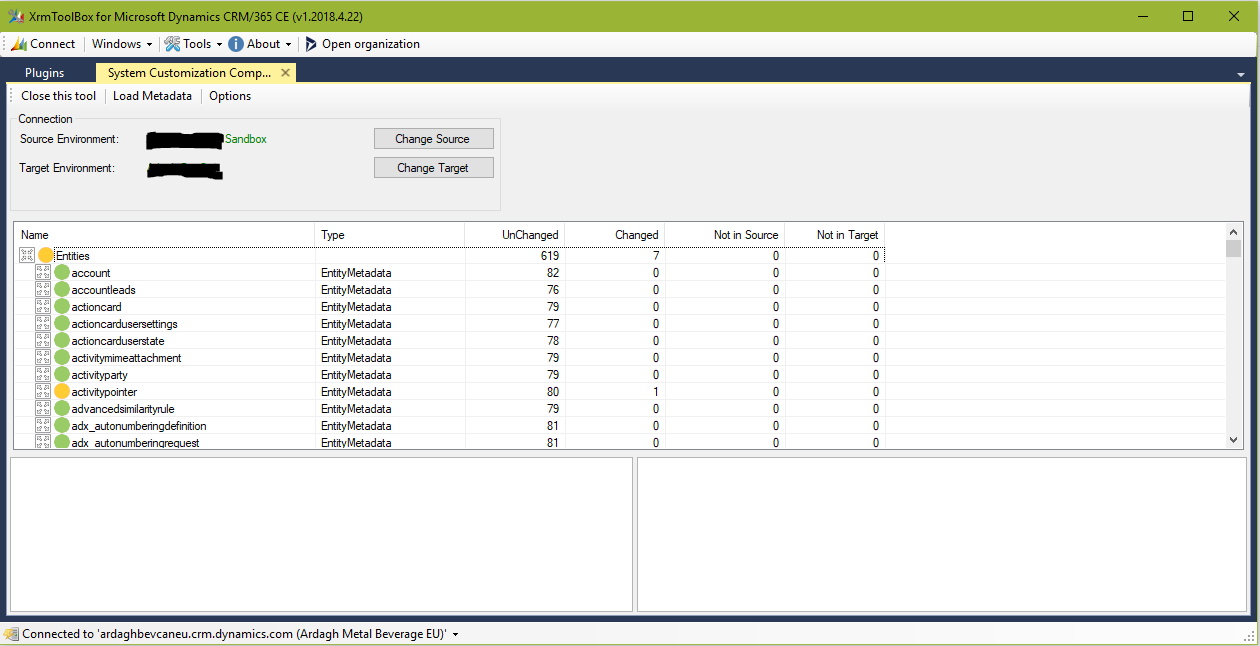 XrmToolBox for Microsoft Dynamics CRM/365 CE (v1.2018.4.22)
Connect Windows Tools About Open organization
Plugins System Customization Comp...
Close this tool Load Metadata Options
Connection
Source Environment: Sandbox Change Source
Target Environment: Change Target
Name Type UnChanged Changed Not in Source Not in Target
Entities 619 7 0 0
account EntityMetadata 82 0 0 0
accountleads EntityMetadata 76 0 0 0
actioncard EntityMetadata 79 0 0 0
actioncardusersettings EntityMetadata 77 0 0 0
actioncarduserstate EntityMetadata 78 0 0 0
activitymimeattachment EntityMetadata 79 0 0 0
activityparty EntityMetadata 79 0 0 0
activitypointer EntityMetadata 80 1 0 0
advancedsimilarityrule EntityMetadata 79 0 0 0
adx_autonumberingdefinition EntityMetadata 81 0 0 0
adx_autonumberingrequest EntityMetadata 81 0 0 0
Connected to 'ardaghbevcaneu.crm.dynamics.com (Ardagh Metal Beverage EU)'